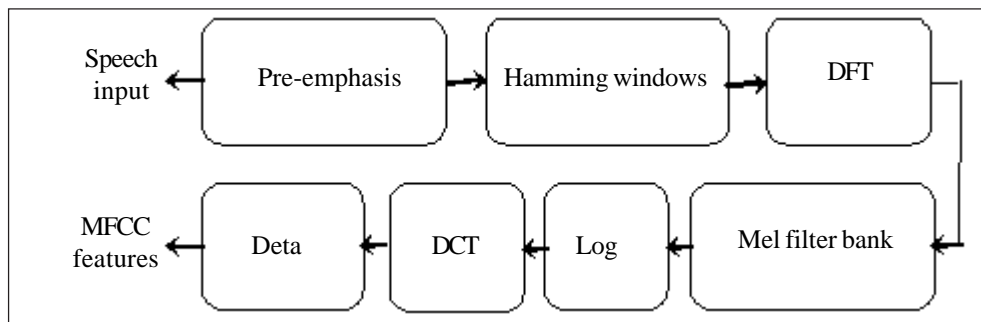 Speech
input
Pre-emphasis
Hamming windows
DFT
MFCC
features
Deta
DCT
Log
Mel filter bank